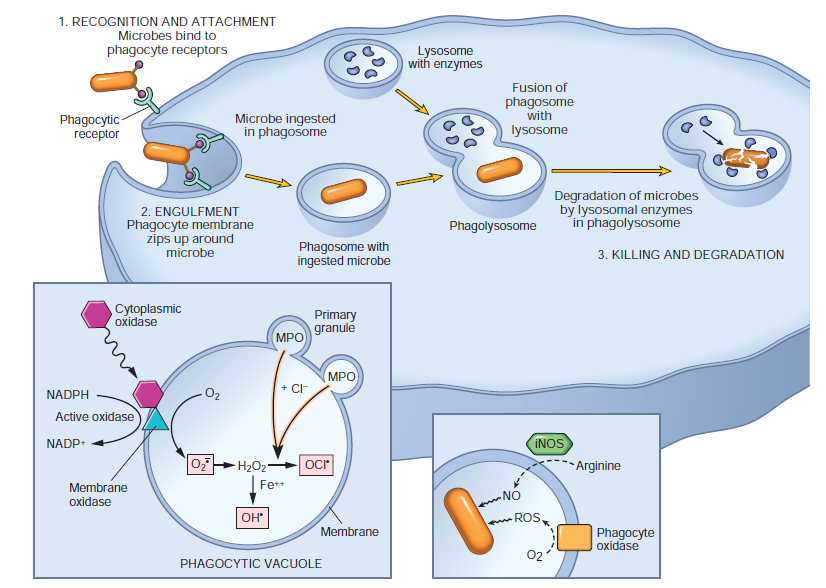 1. RECOGNITION AND ATTACHMENT
Microbes bind to
phagocyte receptors
Phagocytic
receptor
Microbe ingested
in phagosome
2. ENGULFMENT
Phagocyte membrane
zips up around
microbe
Lysosome
with enzymes
Phagosome with
ingested microbe
Fusion of
phagosome
with
lysosome
Phagolysosome
Degradation of microbes
by lysosomal enzymes
in phagolysosome
3. KILLING AND DEGRADATION
Cytoplasmic
oxidase
Primary
granule
MPO
MPO
+ Cl–
NADPH
O2
Active oxidase
NADP+
O2•̄
H2O2
OCl•
Fe++
OH•
Membrane
oxidase
Membrane
PHAGOCYTIC VACUOLE
iNOS
Arginine
NO
ROS
Phagocyte
oxidase
O2